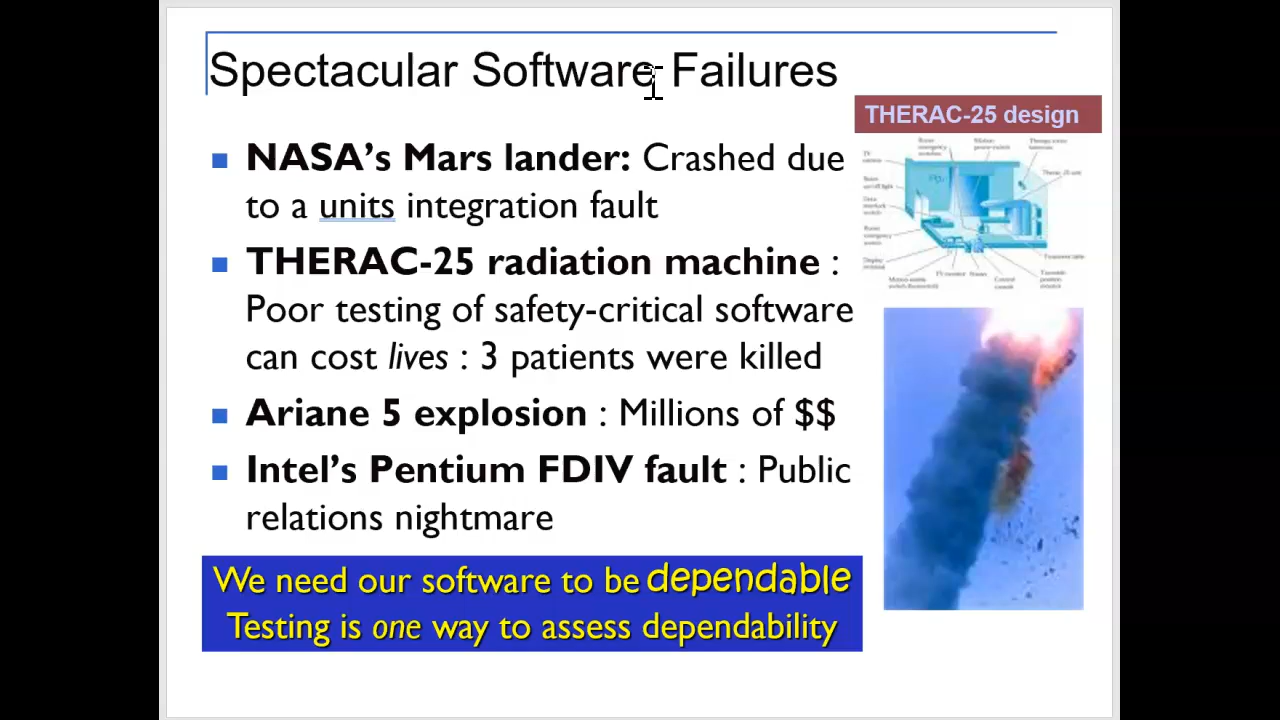 Spectacular Software Failures
THERAC-25 design
■ NASA's Mars lander: Crashed due
to a units integration fault
■ THERAC-25 radiation machine :
Poor testing of safety-critical software
can cost lives : 3 patients were killed
■ Ariane 5 explosion : Millions of $$
■ Intel's Pentium FDIV fault : Public
relations nightmare
We need our software to be dependable
Testing is one way to assess dependability